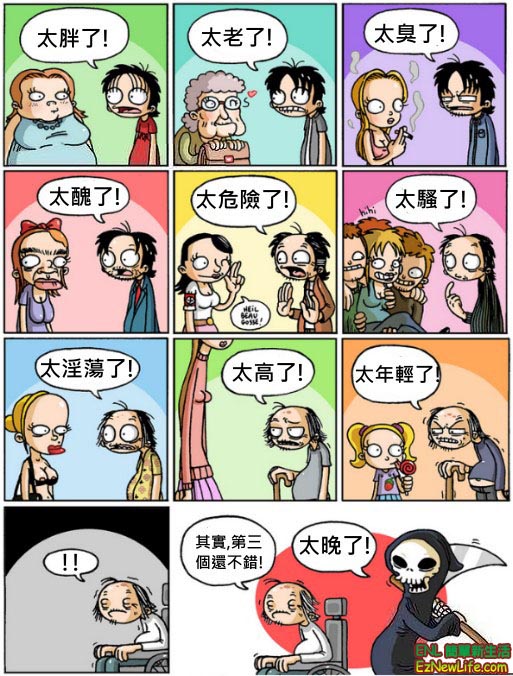 太胖了!
太老了!
太臭了!
太醜了!
太危險了!
HEIL
BEAU
GOSSE!
太騷了!
hihi
太淫蕩了!
太高了!
太年輕了!
!!
其實,第三
個還不錯!
太晚了!
ENL 簡單新生活
EzNewLife.com